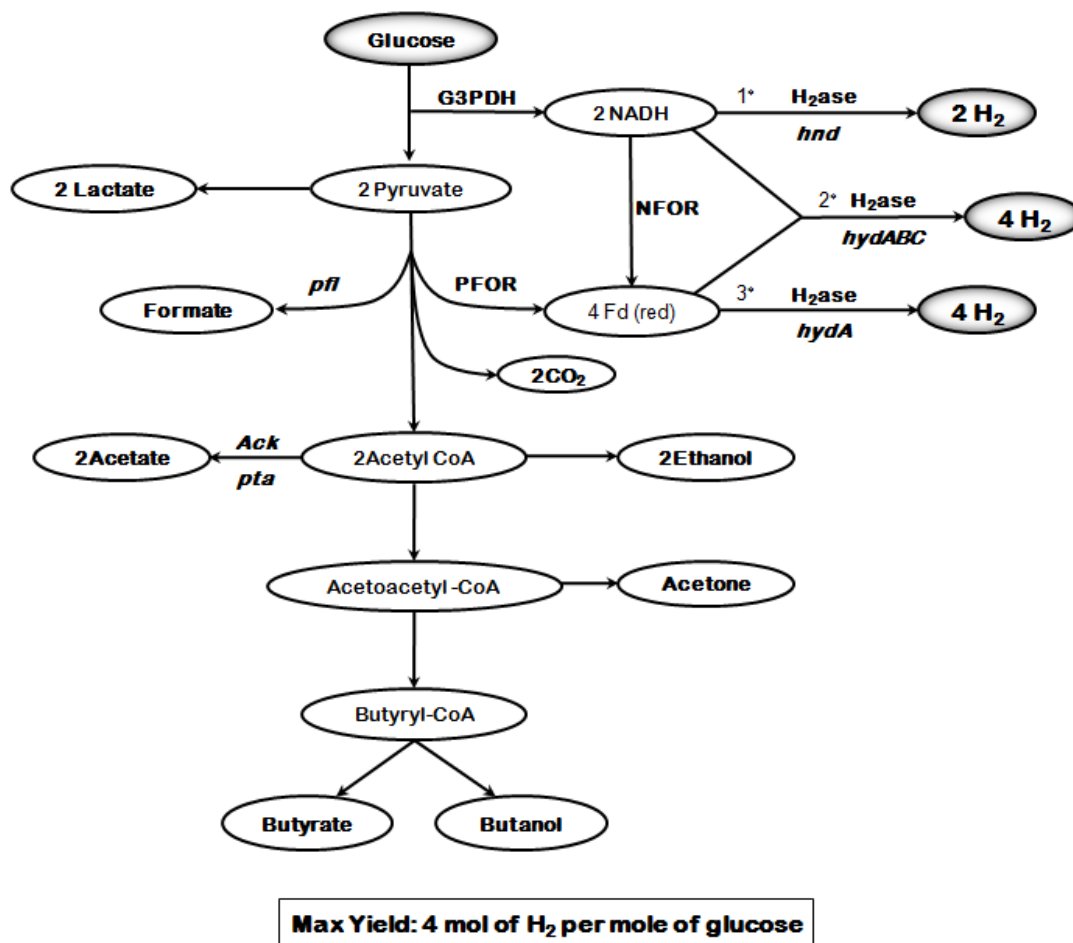 Glucose
G3PDH
2 NADH
1*
H₂ase
hnd
2 H₂
2 Lactate
2 Pyruvate
NFOR
2*
H₂ase
hydABC
4 H₂
pfl
PFOR
Formate
4 Fd (red)
3*
H₂ase
hydA
4 H₂
2CO₂
2Acetate
Ack
pta
2Acetyl CoA
2Ethanol
Acetoacetyl-CoA
Acetone
Butyryl-CoA
Butyrate
Butanol
Max Yield: 4 mol of H₂ per mole of glucose